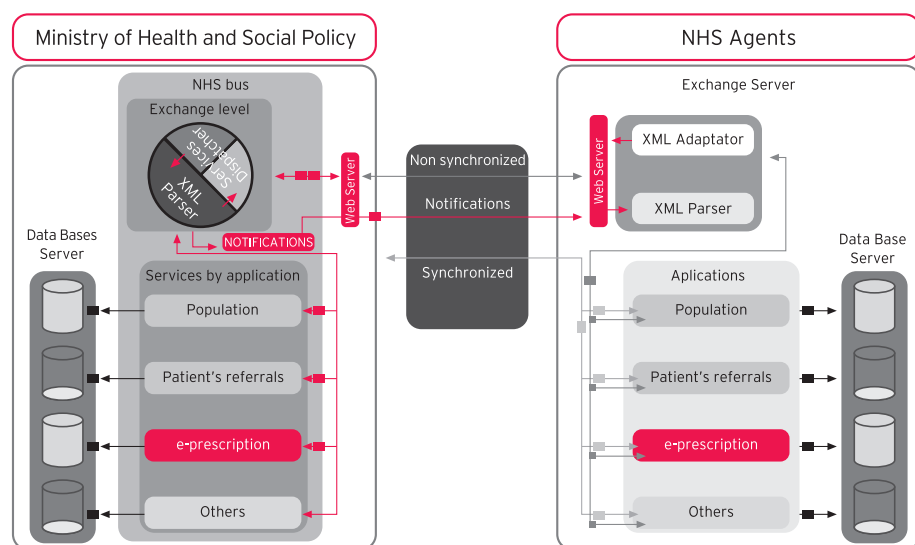 Ministry of Health and Social Policy
NHS Agents
NHS bus
Exchange level
Services
Dispatcher
XML
Parser
NOTIFICATIONS
Web Server
Data Bases
Server
Services by application
Population
Patient's referrals
e-prescription
Others
Non synchronized
Notifications
Synchronized
Exchange Server
Web Server
XML Adaptator
XML Parser
Aplications
Population
Patient's referrals
e-prescription
Others
Data Base
Server